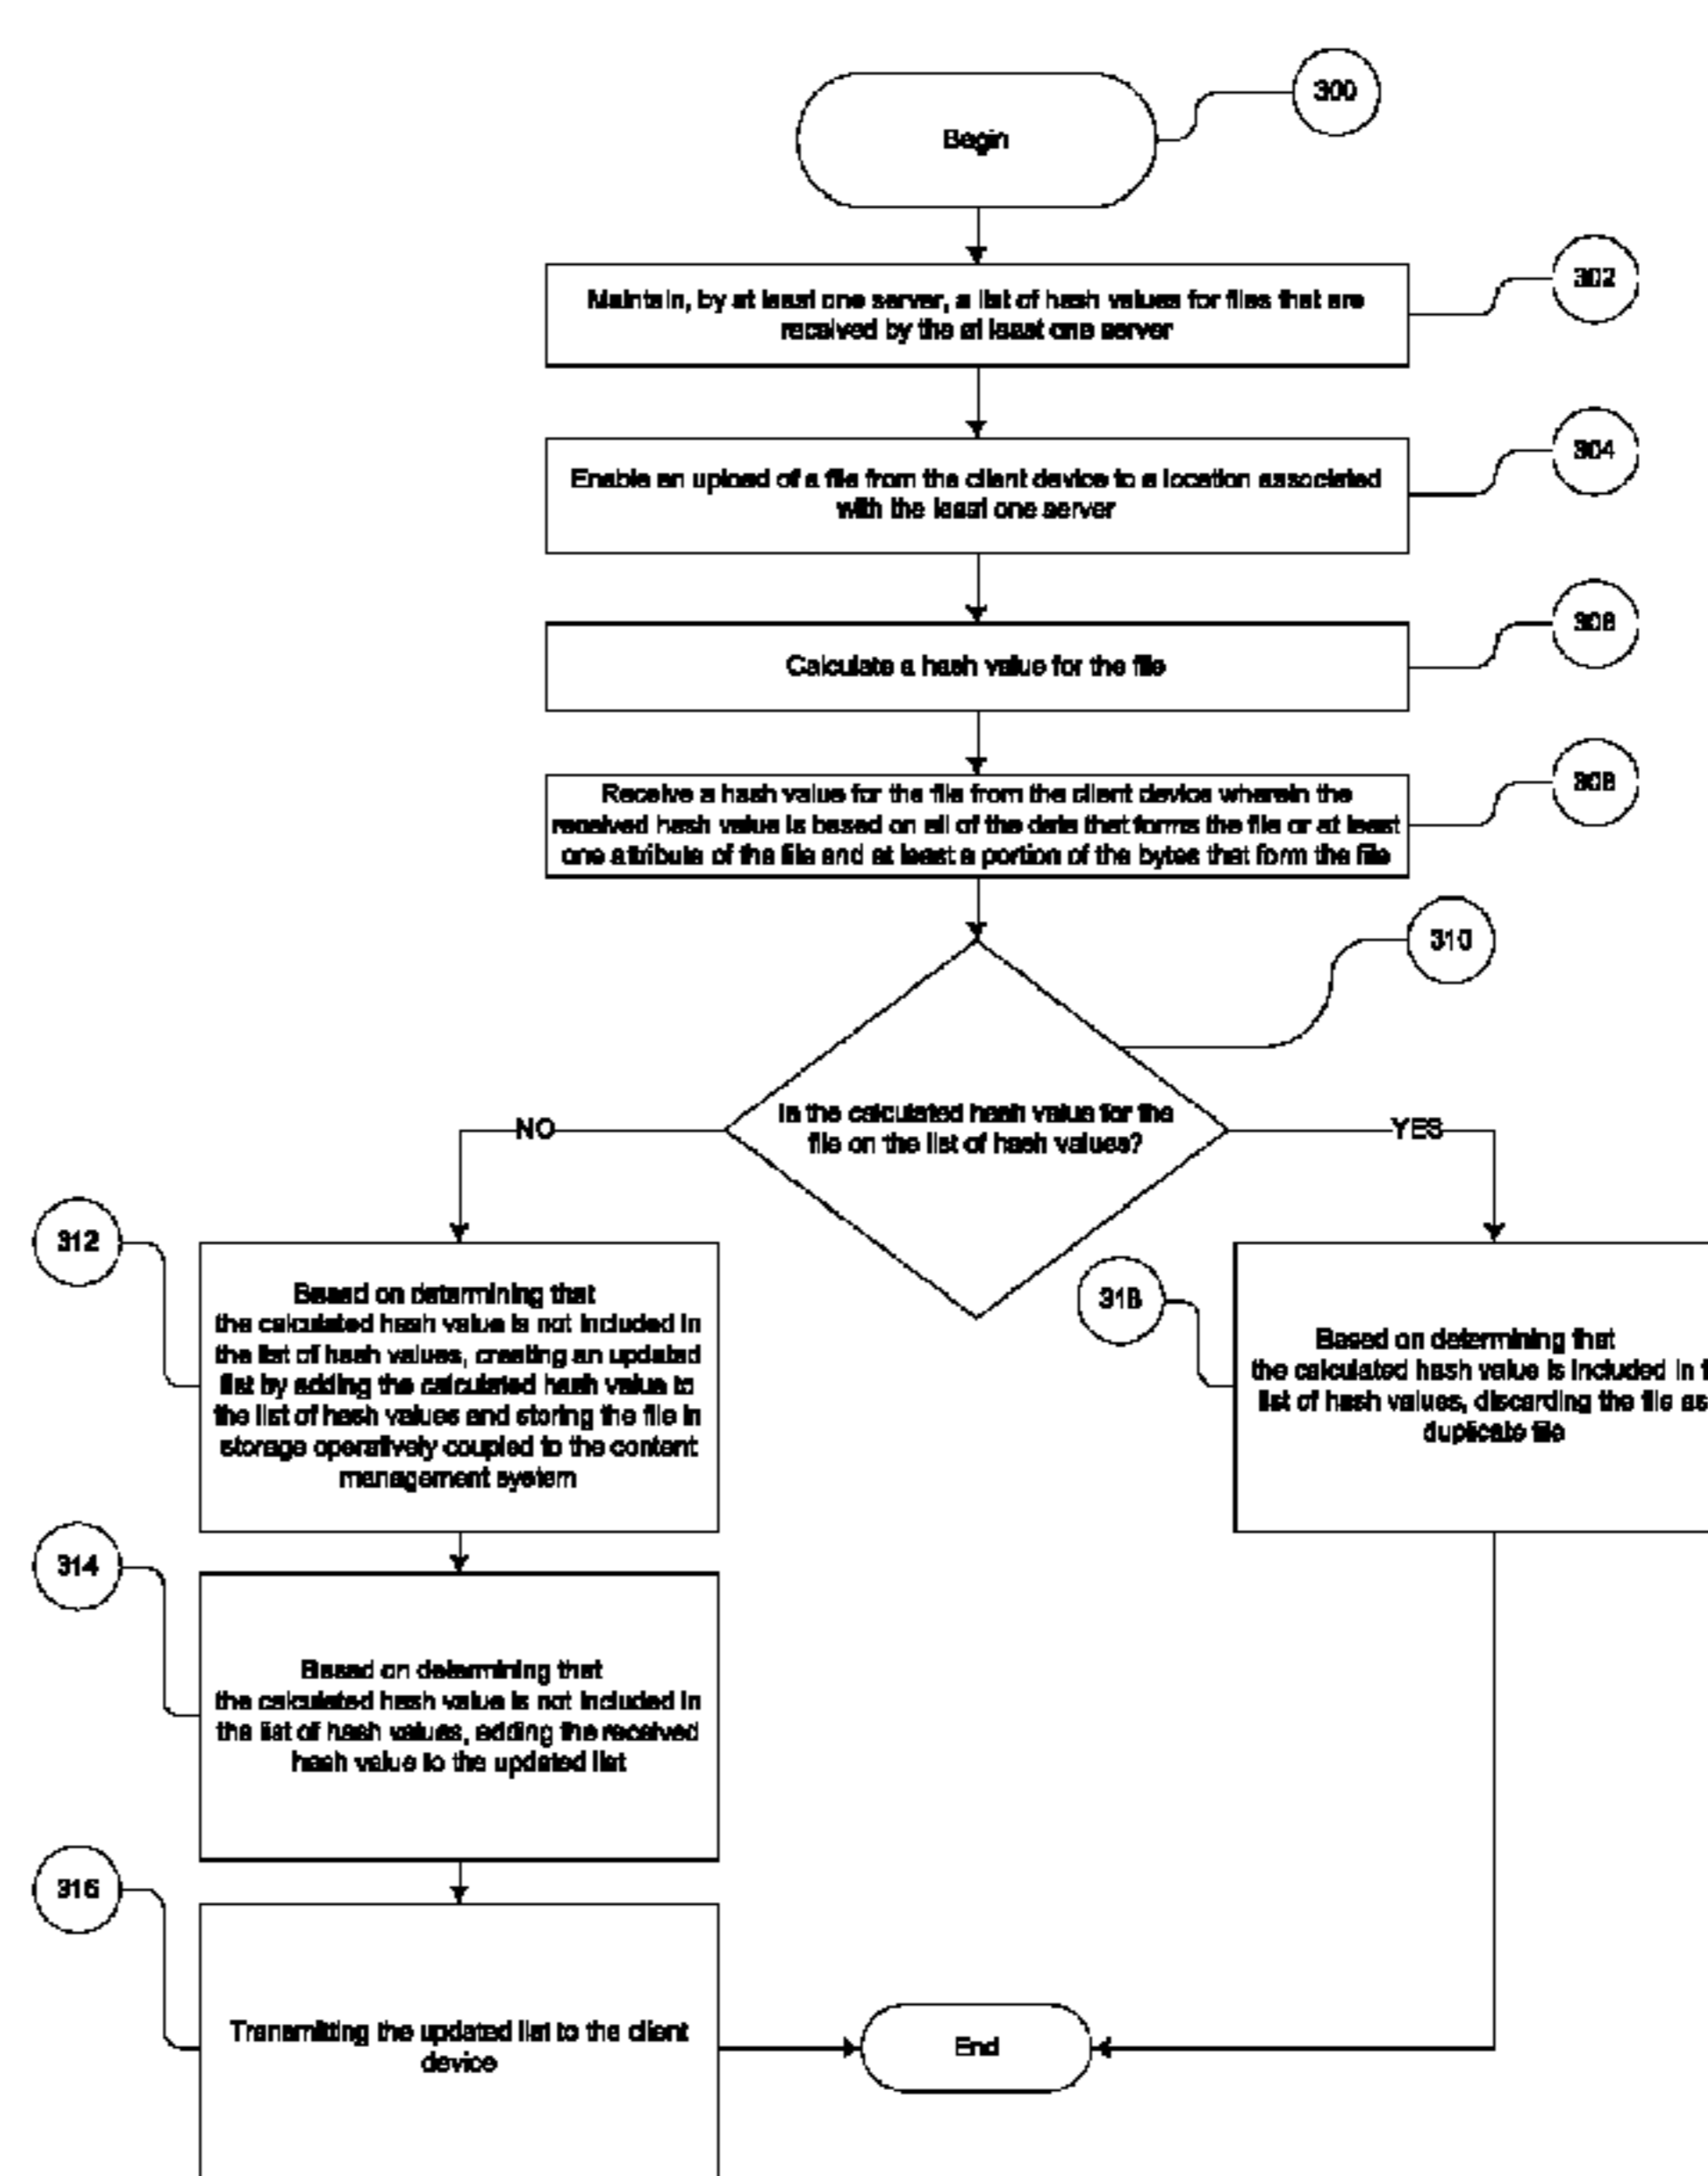 Begin
300
Maintain, by at least one server, a list of hash values for files that are
received by the at least one server
302
Enable an upload of a file from the client device to a location associated
with the least one server
304
Calculate a hash value for the file
306
Receive a hash value for the file from the client device wherein the
received hash value is based on all of the data that forms the file or at least
one attribute of the file and at least a portion of the bytes that form the file
308
310
Is the calculated hash value for the
file on the list of hash values?
NO
YES
312
Based on determining that
the calculated hash value is not included in
the list of hash values, creating an updated
list by adding the calculated hash value to
the list of hash values and storing the file in
storage operatively coupled to the content
management system
318
Based on determining that
the calculated hash value is included in
list of hash values, discarding the file as
duplicate file
314
Based on determining that
the calculated hash value is not included in
the list of hash values, adding the received
hash value to the updated list
316
Transmitting the updated list to the client
device
End